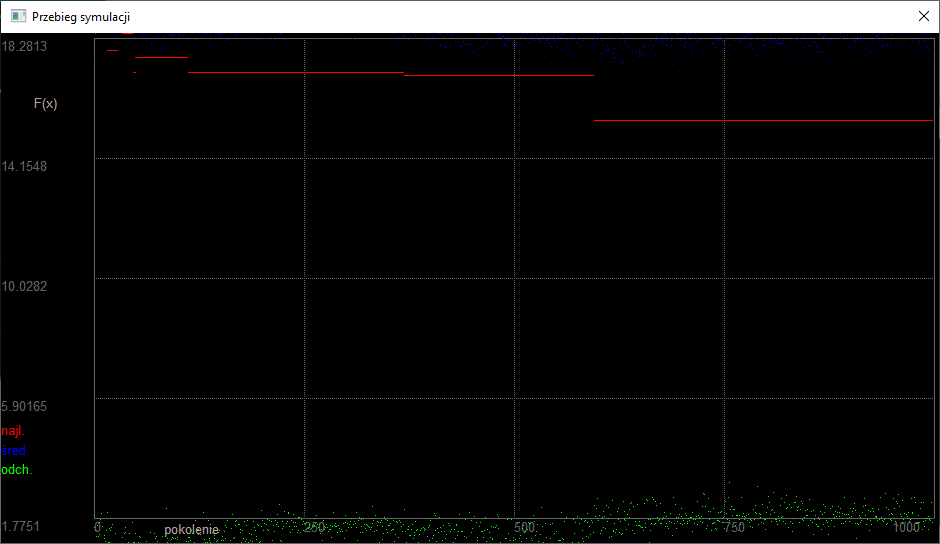 Przebieg symulacji
18.2813
F(x)
14.1548
10.0282
5.90165
najl.
śred
odch.
1.7751
0
pokolenie
250
500
750
1000